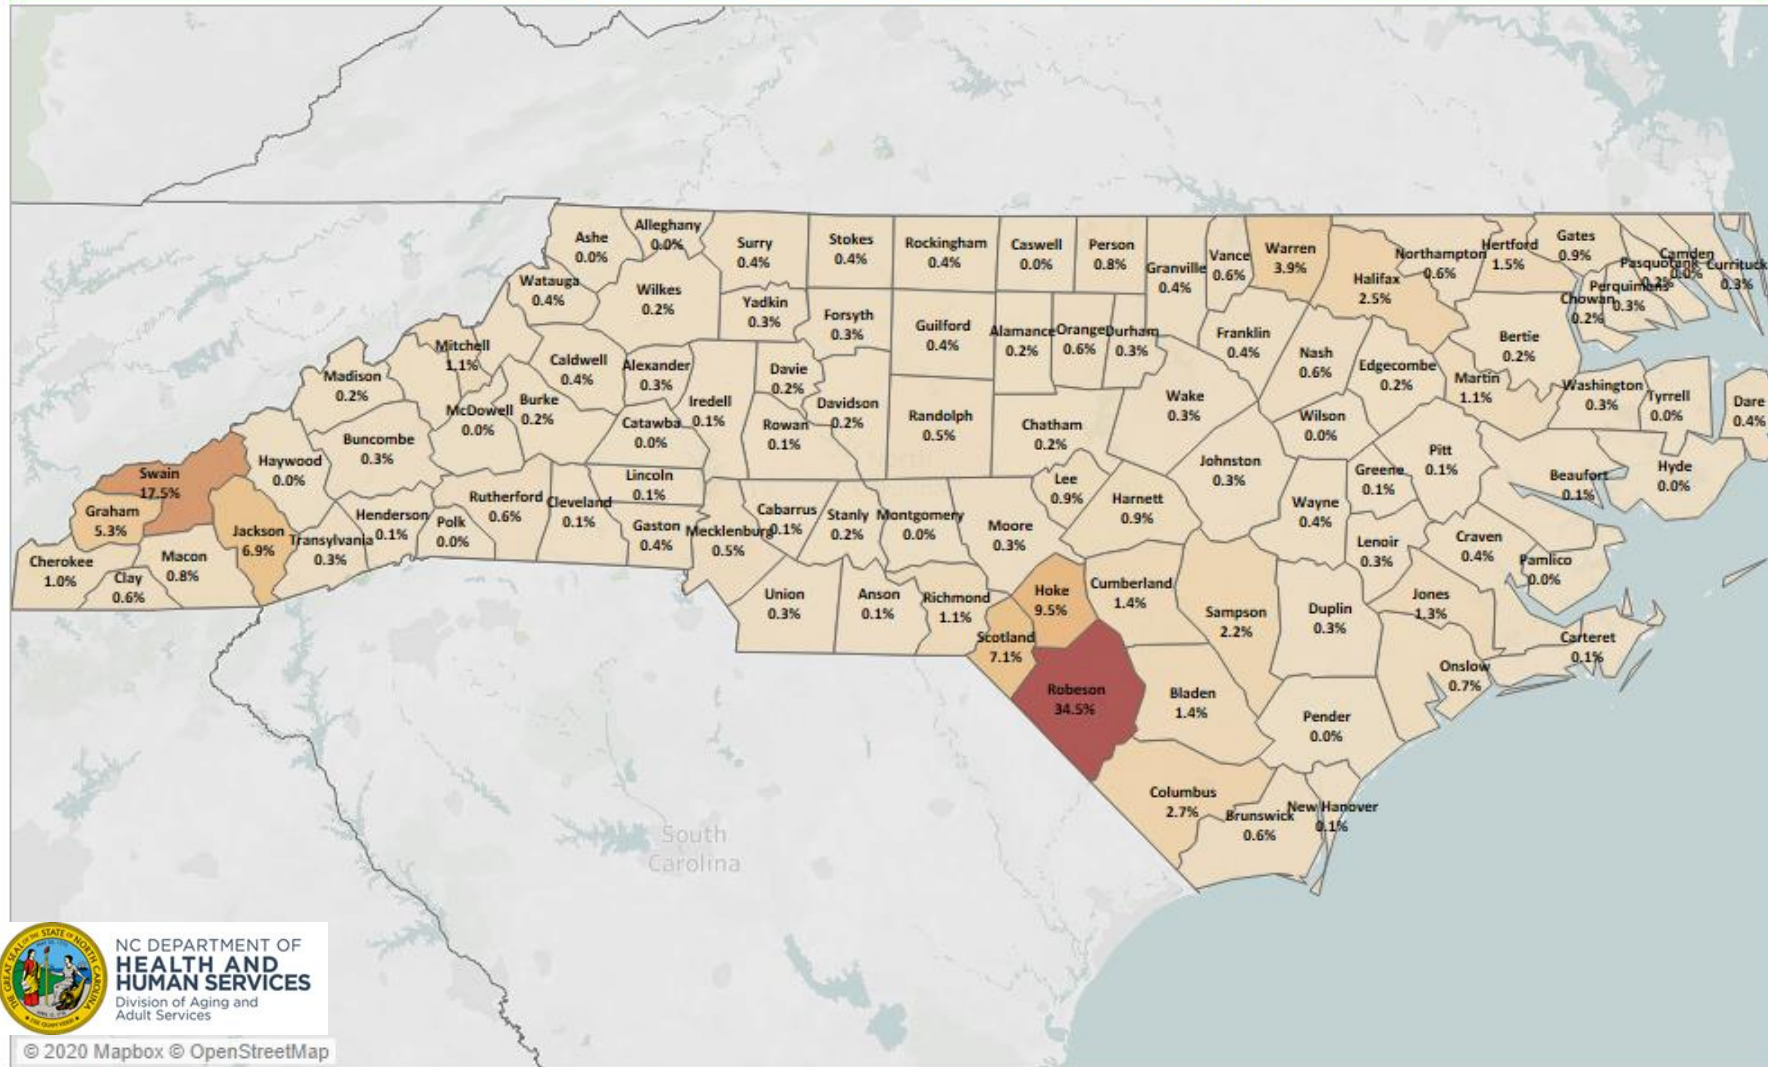 Ashe
0.0%
Alleghany
0.0%
Surry
0.4%
Stokes
0.4%
Rockingham
0.4%
Caswell
0.0%
Person
0.8%
Granville
0.4%
Vance
0.6%
Warren
3.9%
Halifax
2.5%
Northampton
0.6%
Hertford
1.5%
Gates
0.9%
Pasquotank
0.2%
Camden
0.0%
Currituck
0.3%
Perquimens
0.3%
Chowan
0.2%
Watauga
0.4%
Wilkes
0.2%
Yadkin
0.3%
Forsyth
0.3%
Guilford
0.4%
Alamance
0.2%
Orange
0.6%
Durham
0.3%
Franklin
0.4%
Nash
0.6%
Edgecombe
0.2%
Bertie
0.2%
Martin
1.1%
Washington
0.3%
Tyrrell
0.0%
Dare
0.4%
Mitchell
1.1%
Madison
0.2%
Caldwell
0.4%
Alexander
0.3%
Davie
0.2%
Iredell
0.1%
Davidson
0.2%
Randolph
0.5%
Chatham
0.2%
Wake
0.3%
Wilson
0.0%
Pitt
0.1%
Beaufort
0.1%
Hyde
0.0%
McDowell
0.0%
Burke
0.2%
Catawba
0.0%
Rowan
0.1%
Buncombe
0.3%
Haywood
0.0%
Swain
17.5%
Graham
5.3%
Cherokee
1.0%
Clay
0.6%
Macon
0.8%
Jackson
6.9%
Transylvania
0.3%
Henderson
0.1%
Polk
0.0%
Rutherford
0.6%
Cleveland
0.1%
Lincoln
0.1%
Gaston
0.4%
Mecklenburg
0.5%
Cabarrus
0.1%
Stanly
0.2%
Montgomery
0.0%
Moore
0.3%
Lee
0.9%
Harnett
0.9%
Johnston
0.3%
Wayne
0.4%
Greene
0.1%
Lenoir
0.3%
Craven
0.4%
Pamlico
0.0%
Jones
1.3%
Carteret
0.1%
Onslow
0.7%
Duplin
0.3%
Sampson
2.2%
Cumberland
1.4%
Hoke
9.5%
Scotland
7.1%
Richmond
1.1%
Anson
0.1%
Union
0.3%
Robeson
34.5%
Bladen
1.4%
Pender
0.0%
Columbus
2.7%
Brunswick
0.6%
New Hanover
0.1%
South
Carolina
NC DEPARTMENT OF
HEALTH AND
HUMAN SERVICES
Division of Aging and
Adult Services
© 2020 Mapbox © OpenStreetMap